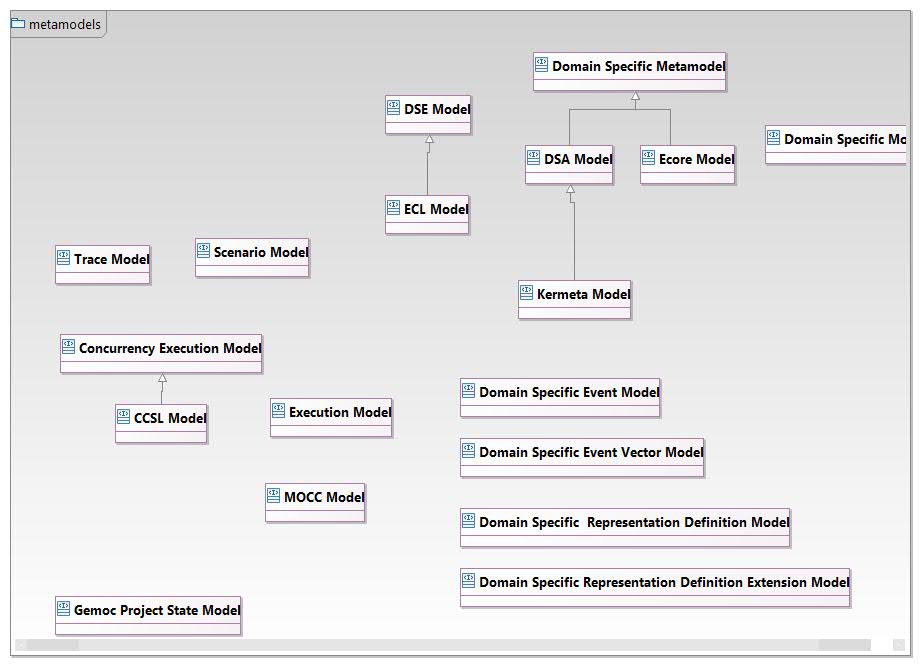 metamodels
Domain Specific Metamodel
DSE Model
Domain Specific Mo
DSA Model
Ecore Model
ECL Model
Trace Model
Scenario Model
Kermeta Model
Concurrency Execution Model
CCSL Model
Execution Model
Domain Specific Event Model
Domain Specific Event Vector Model
MOCC Model
Domain Specific  Representation Definition Model
Domain Specific Representation Definition Extension Model
Gemoc Project State Model